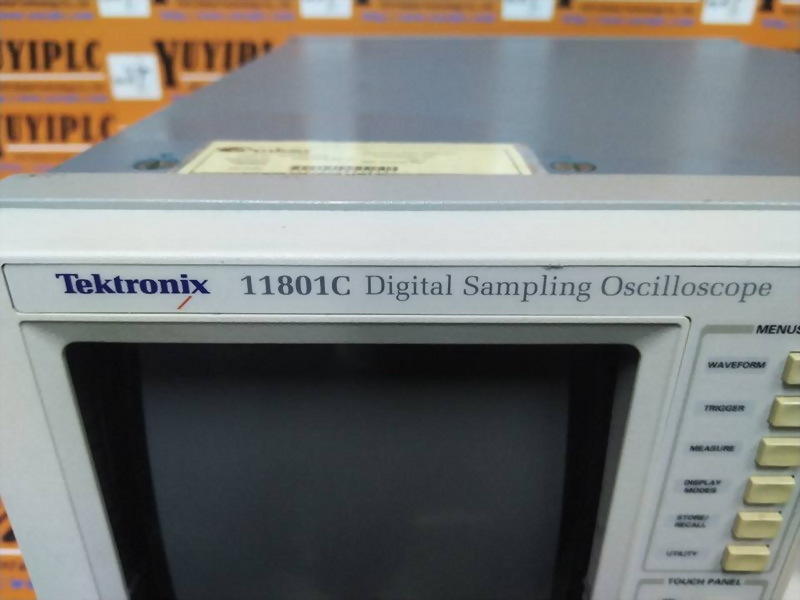 YUYIPLC
YUYIPLC
YUYIPLC
Tektronix 11801C Digital Sampling Oscilloscope
MENUS
WAVEFORM
TRIGGER
MEASURE
DISPLAY
MODES
STORE/
RECALL
UTILITY
TOUCH PANEL